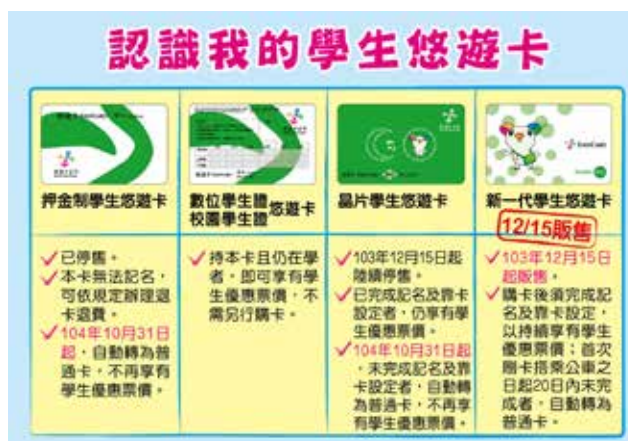 認識我的學生悠遊卡
押金制學生悠遊卡
已停售。
本卡無法記名，
可依規定辦理退
卡退費。
104年10月31日
起，自動轉為普
通卡，不再享有
學生優惠票價。
數位學生證
校園學生證
悠遊卡
持本卡且仍在學
者，即可享有學
生優惠票價，不
需另行購卡。
晶片學生悠遊卡
103年12月15日起
陸續停售。
已完成記名及靠卡
設定者，仍享有學
生優惠票價。
104年10月31日起
，未完成記名及靠
卡設定者，自動轉
為普通卡，不再享
有學生優惠票價。
新一代學生悠遊卡
12/15販售
103年12月15日
起販售。
購卡後須完成記
名及靠卡設定，
以持續享有學生
優惠票價；首次
刷卡搭乘公車之
日起20日內未完
成者，自動轉為
普通卡。